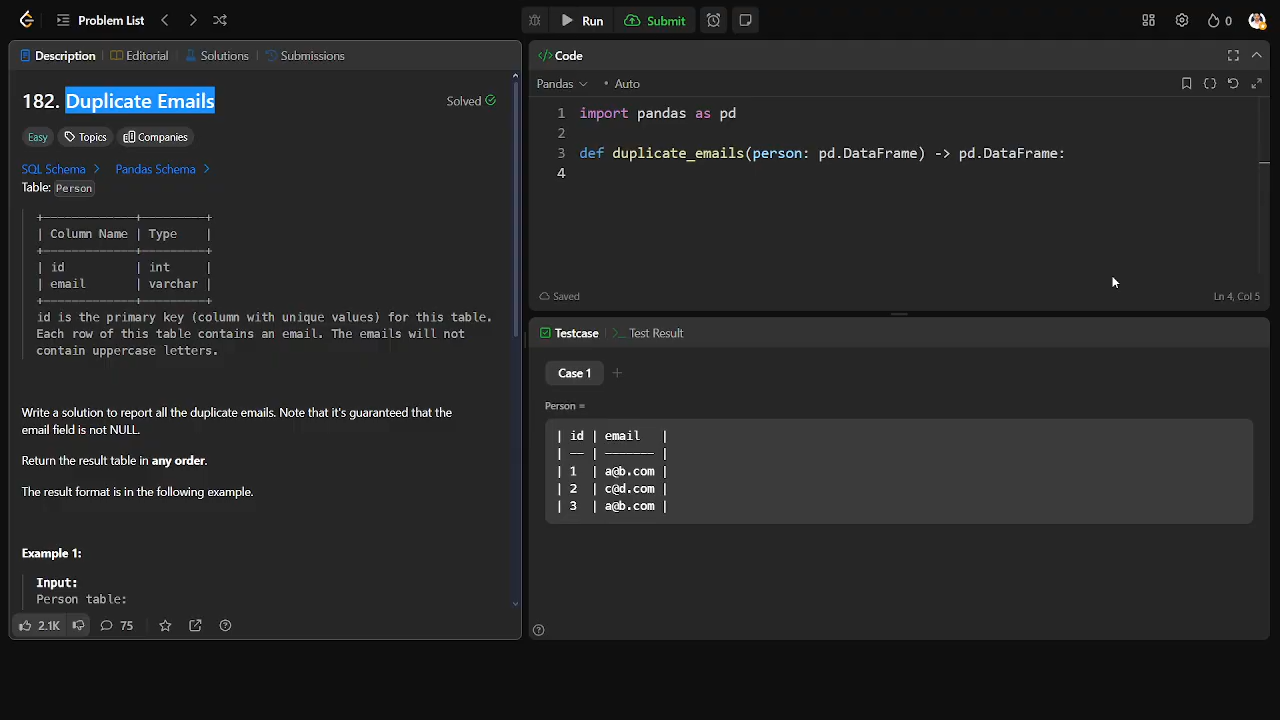 Problem List
Run
Submit
0
Description
Editorial
Solutions
Submissions
182. Duplicate Emails
Solved
Easy
Topics
Companies
SQL Schema
Pandas Schema
Table: Person
+-------------+---------+
| Column Name | Type    |
+-------------+---------+
| id          | int     |
| email       | varchar |
+-------------+---------+
id is the primary key (column with unique values) for this table.
Each row of this table contains an email. The emails will not
contain uppercase letters.
Write a solution to report all the duplicate emails. Note that it's guaranteed that the
email field is not NULL.
Return the result table in any order.
The result format is in the following example.
Example 1:
Input:
Person table:
2.1K
75
</> Code
Pandas
• Auto
1 import pandas as pd
2
3 def duplicate_emails(person: pd.DataFrame) -> pd.DataFrame:
4
Saved
Ln 4, Col 5
Testcase
>_ Test Result
Case 1
+
Person =
| id | email   |
| -- | ------- |
| 1  | a@b.com |
| 2  | c@d.com |
| 3  | a@b.com |